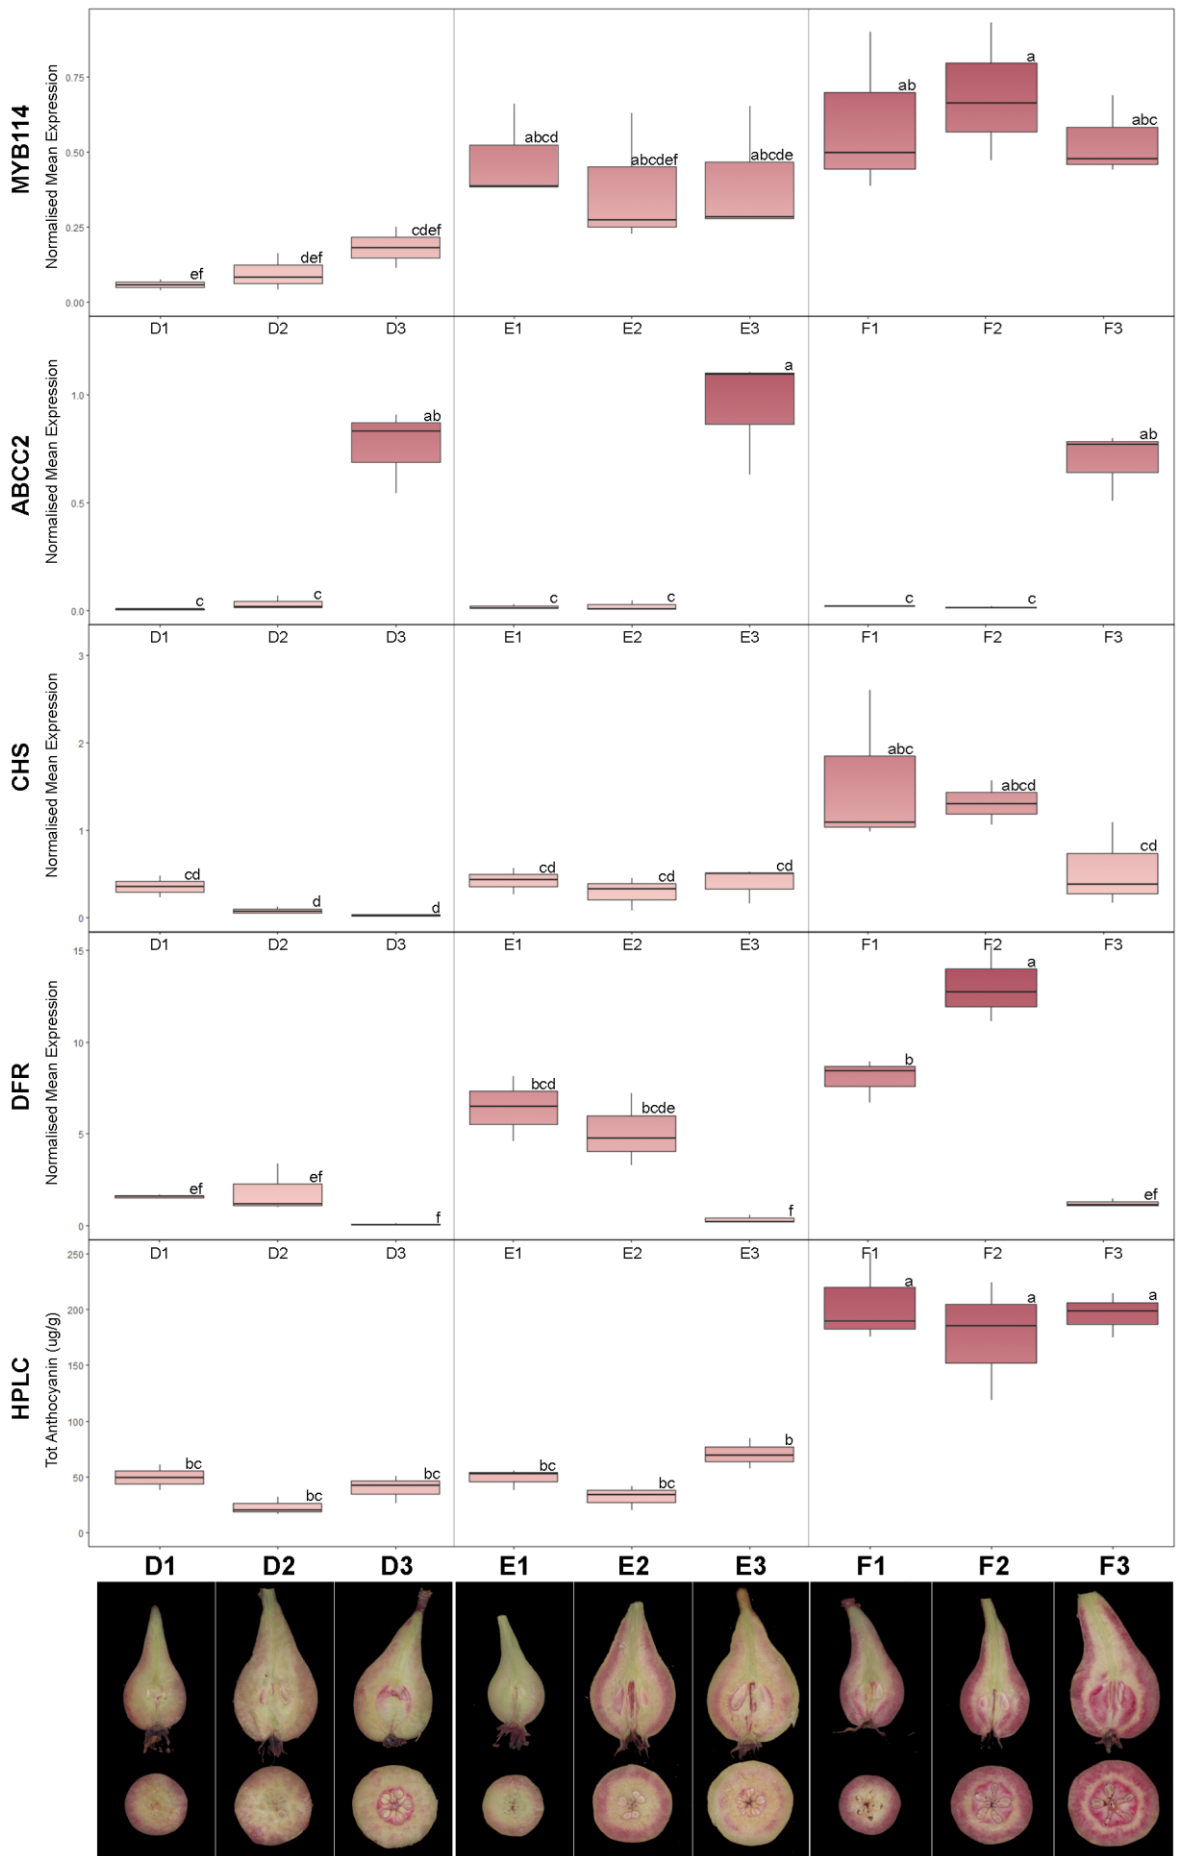 MYB114
Normalised Mean Expression
0.75
0.50
0.25
0.00
ef
def
cdef
abcd
abcdef
abcde
ab
a
abc
D1 D2 D3 E1 E2 E3 F1 F2 F3
ABCC2
Normalised Mean Expression
1.0
0.5
0.0
c
c
ab
c
c
a
c
c
ab
D1 D2 D3 E1 E2 E3 F1 F2 F3
CHS
Normalised Mean Expression
3
2
1
0
cd
d
d
cd
cd
cd
abc
abcd
cd
D1 D2 D3 E1 E2 E3 F1 F2 F3
DFR
Normalised Mean Expression
15
10
5
0
ef
ef
f
bcd
bcde
f
b
a
ef
D1 D2 D3 E1 E2 E3 F1 F2 F3
HPLC
Tot Anthocyanin (ug/g)
250
200
150
100
50
0
bc
bc
bc
bc
bc
b
a
a
a
D1 D2 D3 E1 E2 E3 F1 F2 F3